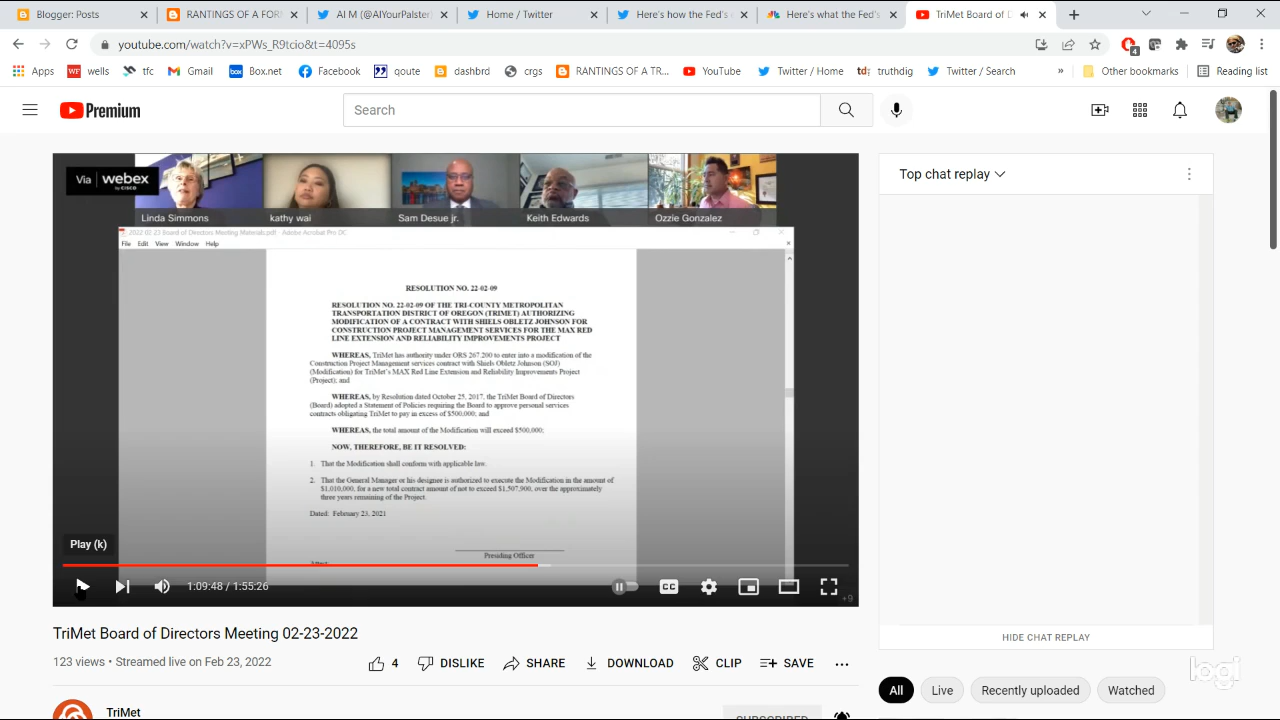 Blogger: Posts
RANTINGS OF A FOR
Al M (@AlYourPalster
Home / Twitter
Here's how the Fed's
Here's what the Fed's
TriMet Board of D
youtube.com/watch?v=xPWs_R9tcio&t=4095s
4
Apps
WF wells
tfc
Gmail
box Box.net
Facebook
qoute
dashbrd
crgs
RANTINGS OF A TR...
YouTube
Twitter / Home
td: truthdig
Twitter / Search
»
Other bookmarks
Reading list
Premium
Search
Via webex
by CISCO
Linda Simmons
kathy wai
Sam Desue jr.
Keith Edwards
Ozzie Gonzalez
2022 02-23 Board of Directors Meeting Materials.pdf - Adobe Acrobat Pro DC
File Edit View Window Help
RESOLUTION NO. 22-02-09
RESOLUTION NO. 22-02-09 OF THE TRI-COUNTY METROPOLITAN
TRANSPORTATION DISTRICT OF OREGON (TRIMET) AUTHORIZING
MODIFICATION OF A CONTRACT WITH SHIELS OBLETZ JOHNSON FOR
CONSTRUCTION PROJECT MANAGEMENT SERVICES FOR THE MAX RED
LINE EXTENSION AND RELIABILITY IMPROVEMENTS PROJECT
WHEREAS, TriMet has authority under ORS 267.200 to enter into a modification of the
Construction Project Management services contract with Shiels Obletz Johnson (SOJ)
(Modification) for TriMet's MAX Red Line Extension and Reliability Improvements Project
(Project); and
WHEREAS, by Resolution dated October 25, 2017, the TriMet Board of Directors
(Board) adopted a Statement of Policies requiring the Board to approve personal services
contracts obligating TriMet to pay in excess of $500,000; and
WHEREAS, the total amount of the Modification will exceed $500,000;
NOW, THEREFORE, BE IT RESOLVED:
1. That the Modification shall conform with applicable law.
2. That the General Manager or his designee is authorized to execute the Modification in the amount of
$1,010,000, for a new total contract amount of not to exceed $1,507,900, over the approximately
three years remaining of the Project.
Dated: February 23, 2021
Presiding Officer
Attest:
Play (k)
1:09:48 / 1:55:26
CC
+9
Top chat replay
HIDE CHAT REPLAY
TriMet Board of Directors Meeting 02-23-2022
123 views • Streamed live on Feb 23, 2022
4
DISLIKE
SHARE
DOWNLOAD
CLIP
SAVE
logi
All
Live
Recently uploaded
Watched
TriMet
SUBSCRIBED